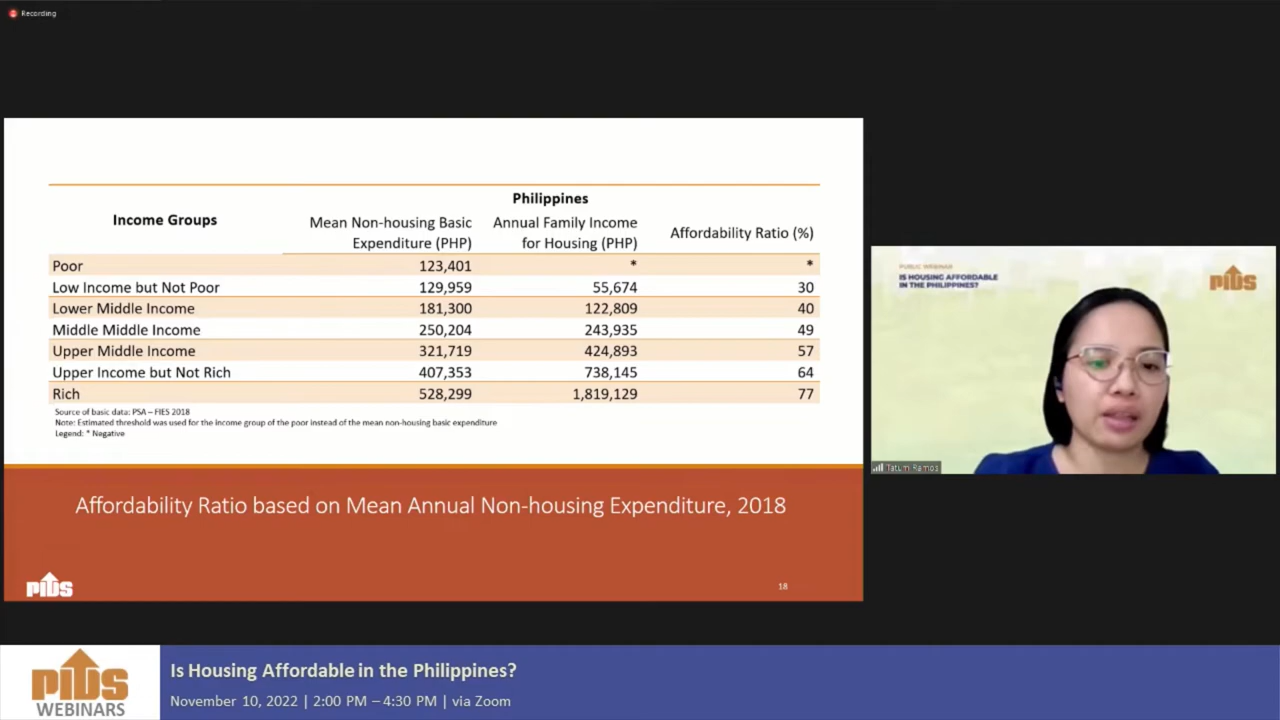 Recording
Philippines
Income Groups
Mean Non-housing Basic Expenditure (PHP)
Annual Family Income for Housing (PHP)
Affordability Ratio (%)
Poor 123,401 * *
Low Income but Not Poor 129,959 55,674 30
Lower Middle Income 181,300 122,809 40
Middle Middle Income 250,204 243,935 49
Upper Middle Income 321,719 424,893 57
Upper Income but Not Rich 407,353 738,145 64
Rich 528,299 1,819,129 77
Source of basic data: PSA – FIES 2018
Note: Estimated threshold was used for the income group of the poor instead of the mean non-housing basic expenditure
Legend: * Negative
Affordability Ratio based on Mean Annual Non-housing Expenditure, 2018
PIDS
18
PUBLIC WEBINAR
IS HOUSING AFFORDABLE
IN THE PHILIPPINES?
PIDS
Tatum Ramos
PIDS
WEBINARS
Is Housing Affordable in the Philippines?
November 10, 2022 | 2:00 PM – 4:30 PM | via Zoom